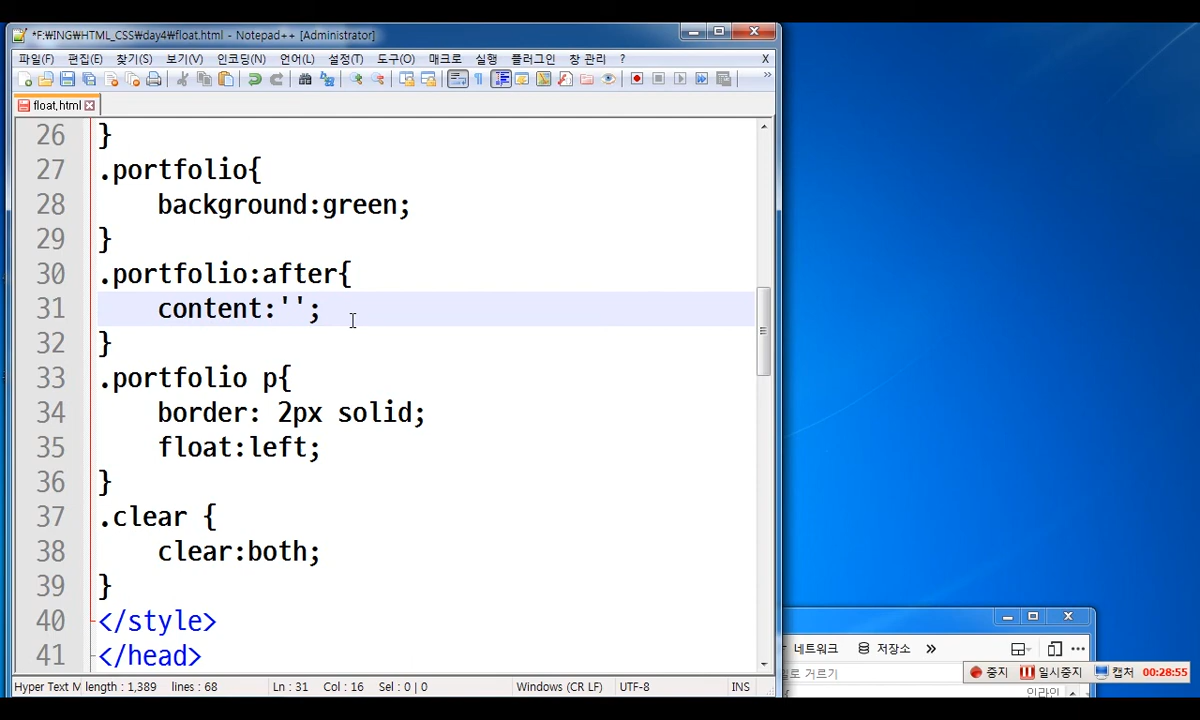 *F:₩ING₩HTML_CSS₩day4₩float.html - Notepad++ [Administrator]
파일(F) 편집(E) 찾기(S) 보기(V) 인코딩(N) 언어(L) 설정(T) 도구(O) 매크로 실행 플러그인 창 관리 ? X
float.html
26 }
27 .portfolio{
28 background:green;
29 }
30 .portfolio:after{
31 content:'';
32 }
33 .portfolio p{
34 border: 2px solid;
35 float:left;
36 }
37 .clear {
38 clear:both;
39 }
40 </style>
41 </head>
네트워크 저장소 »
중지 일시중지 캡처 00:28:55
Hyper Text M length : 1,389 lines : 68 Ln : 31 Col : 16 Sel : 0 | 0 Windows (CR LF) UTF-8 INS